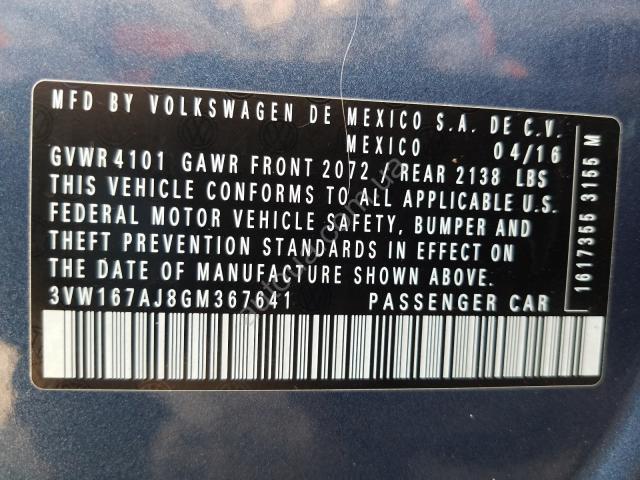 MFD BY VOLKSWAGEN DE MEXICO S.A. DE C.V.
MEXICO 04/16
GVWR 4101 GAWR FRONT 2072 / REAR 2138 LBS
THIS VEHICLE CONFORMS TO ALL APPLICABLE U.S.
FEDERAL MOTOR VEHICLE SAFETY, BUMPER AND
THEFT PREVENTION STANDARDS IN EFFECT ON
THE DATE OF MANUFACTURE SHOWN ABOVE.
3VW167AJ8GM367641 PASSENGER CAR
1617355 3155 M